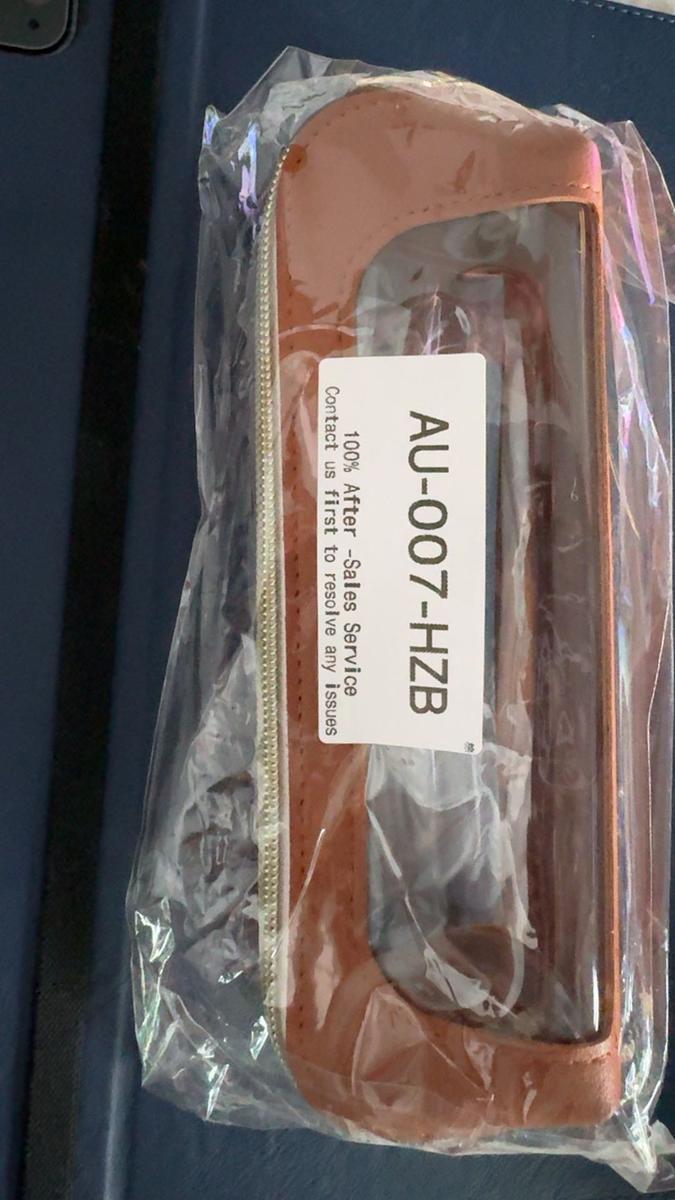 AU-007-HZB
100% After -Sales Service
Contact us first to resolve any issues